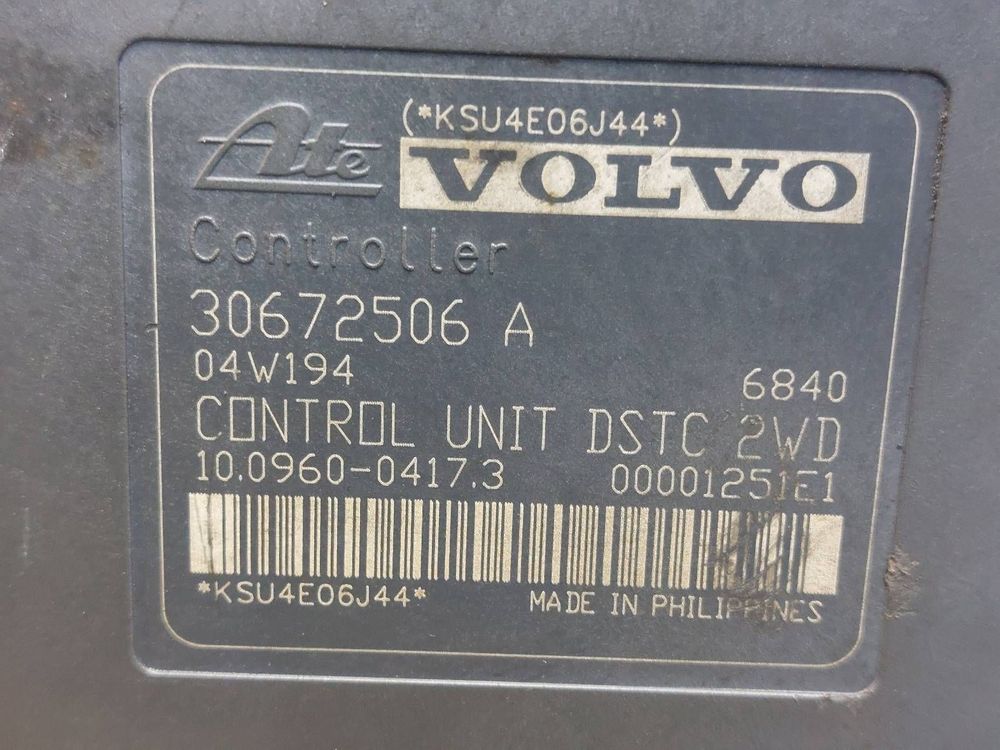 Ate
(*KSU4E06J44*)
VOLVO
Controller
30672506 A
04W194 6840
CONTROL UNIT DSTC 2WD
10.0960-0417.3 00001251E1
*KSU4E06J44* MADE IN PHILIPPINES